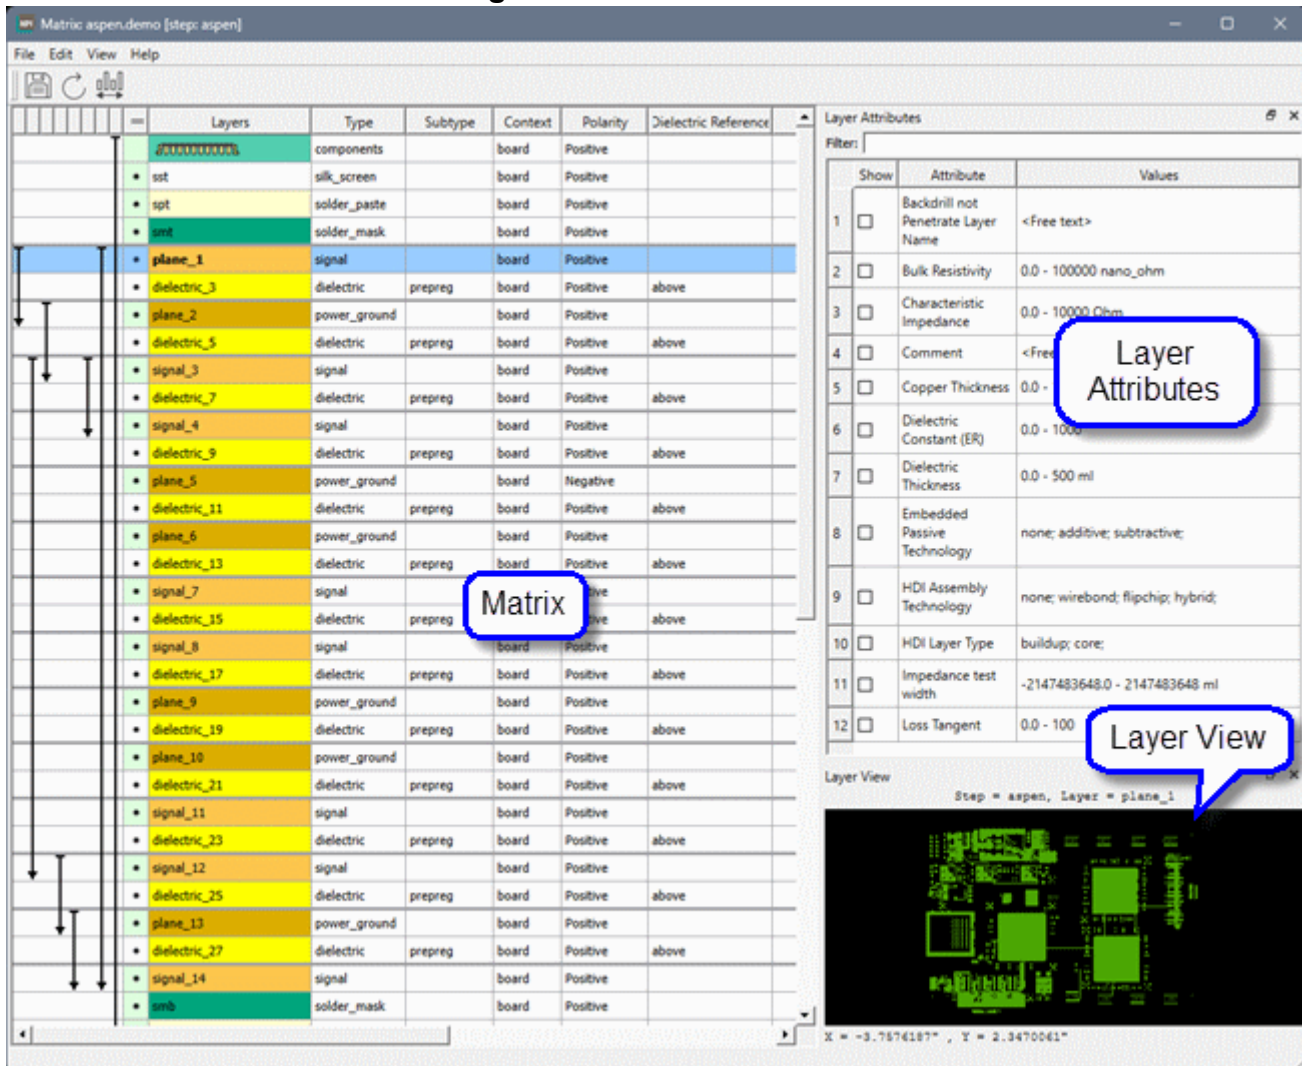 Matrix: aspen.demo [step: aspen]
File Edit View Help
Layers Type Subtype Context Polarity Dielectric Reference
components board Positive
sst silk_screen board Positive
spt solder_paste board Positive
smt solder_mask board Positive
plane_1 signal board Positive
dielectric_3 dielectric prepreg board Positive above
plane_2 power_ground board Positive
dielectric_5 dielectric prepreg board Positive above
signal_3 signal board Positive
dielectric_7 dielectric prepreg board Positive above
signal_4 signal board Positive
dielectric_9 dielectric prepreg board Positive above
plane_5 power_ground board Negative
dielectric_11 dielectric prepreg board Positive above
plane_6 power_ground board Positive
dielectric_13 dielectric prepreg board Positive above
signal_7 signal
dielectric_15 dielectric prepreg above
signal_8 signal board Positive
dielectric_17 dielectric prepreg board Positive above
plane_9 power_ground board Positive
dielectric_19 dielectric prepreg board Positive above
plane_10 power_ground board Positive
dielectric_21 dielectric prepreg board Positive above
signal_11 signal board Positive
dielectric_23 dielectric prepreg board Positive above
signal_12 signal board Positive
dielectric_25 dielectric prepreg board Positive above
plane_13 power_ground board Positive
dielectric_27 dielectric prepreg board Positive above
signal_14 signal board Positive
smb solder_mask board Positive
Matrix
Layer Attributes
Filter:
Show Attribute Values
1 Backdrill not
Penetrate Layer <Free text>
Name
2 Bulk Resistivity 0.0 - 100000 nano_ohm
3 Characteristic
Impedance 0.0 - 10000 Ohm
4 Comment <Free
5 Copper Thickness 0.0 -
6 Dielectric
Constant (ER) 0.0 - 1000
7 Dielectric
Thickness 0.0 - 500 ml
8 Embedded
Passive none; additive; subtractive;
Technology
9 HDI Assembly
Technology none; wirebond; flipchip; hybrid;
10 HDI Layer Type buildup; core;
11 Impedance test
width -2147483648.0 - 2147483648 ml
12 Loss Tangent 0.0 - 100
Layer
Attributes
Layer View
Layer View
Step = aspen, Layer = plane_1
X = -3.7576187" , Y = 2.3470061"